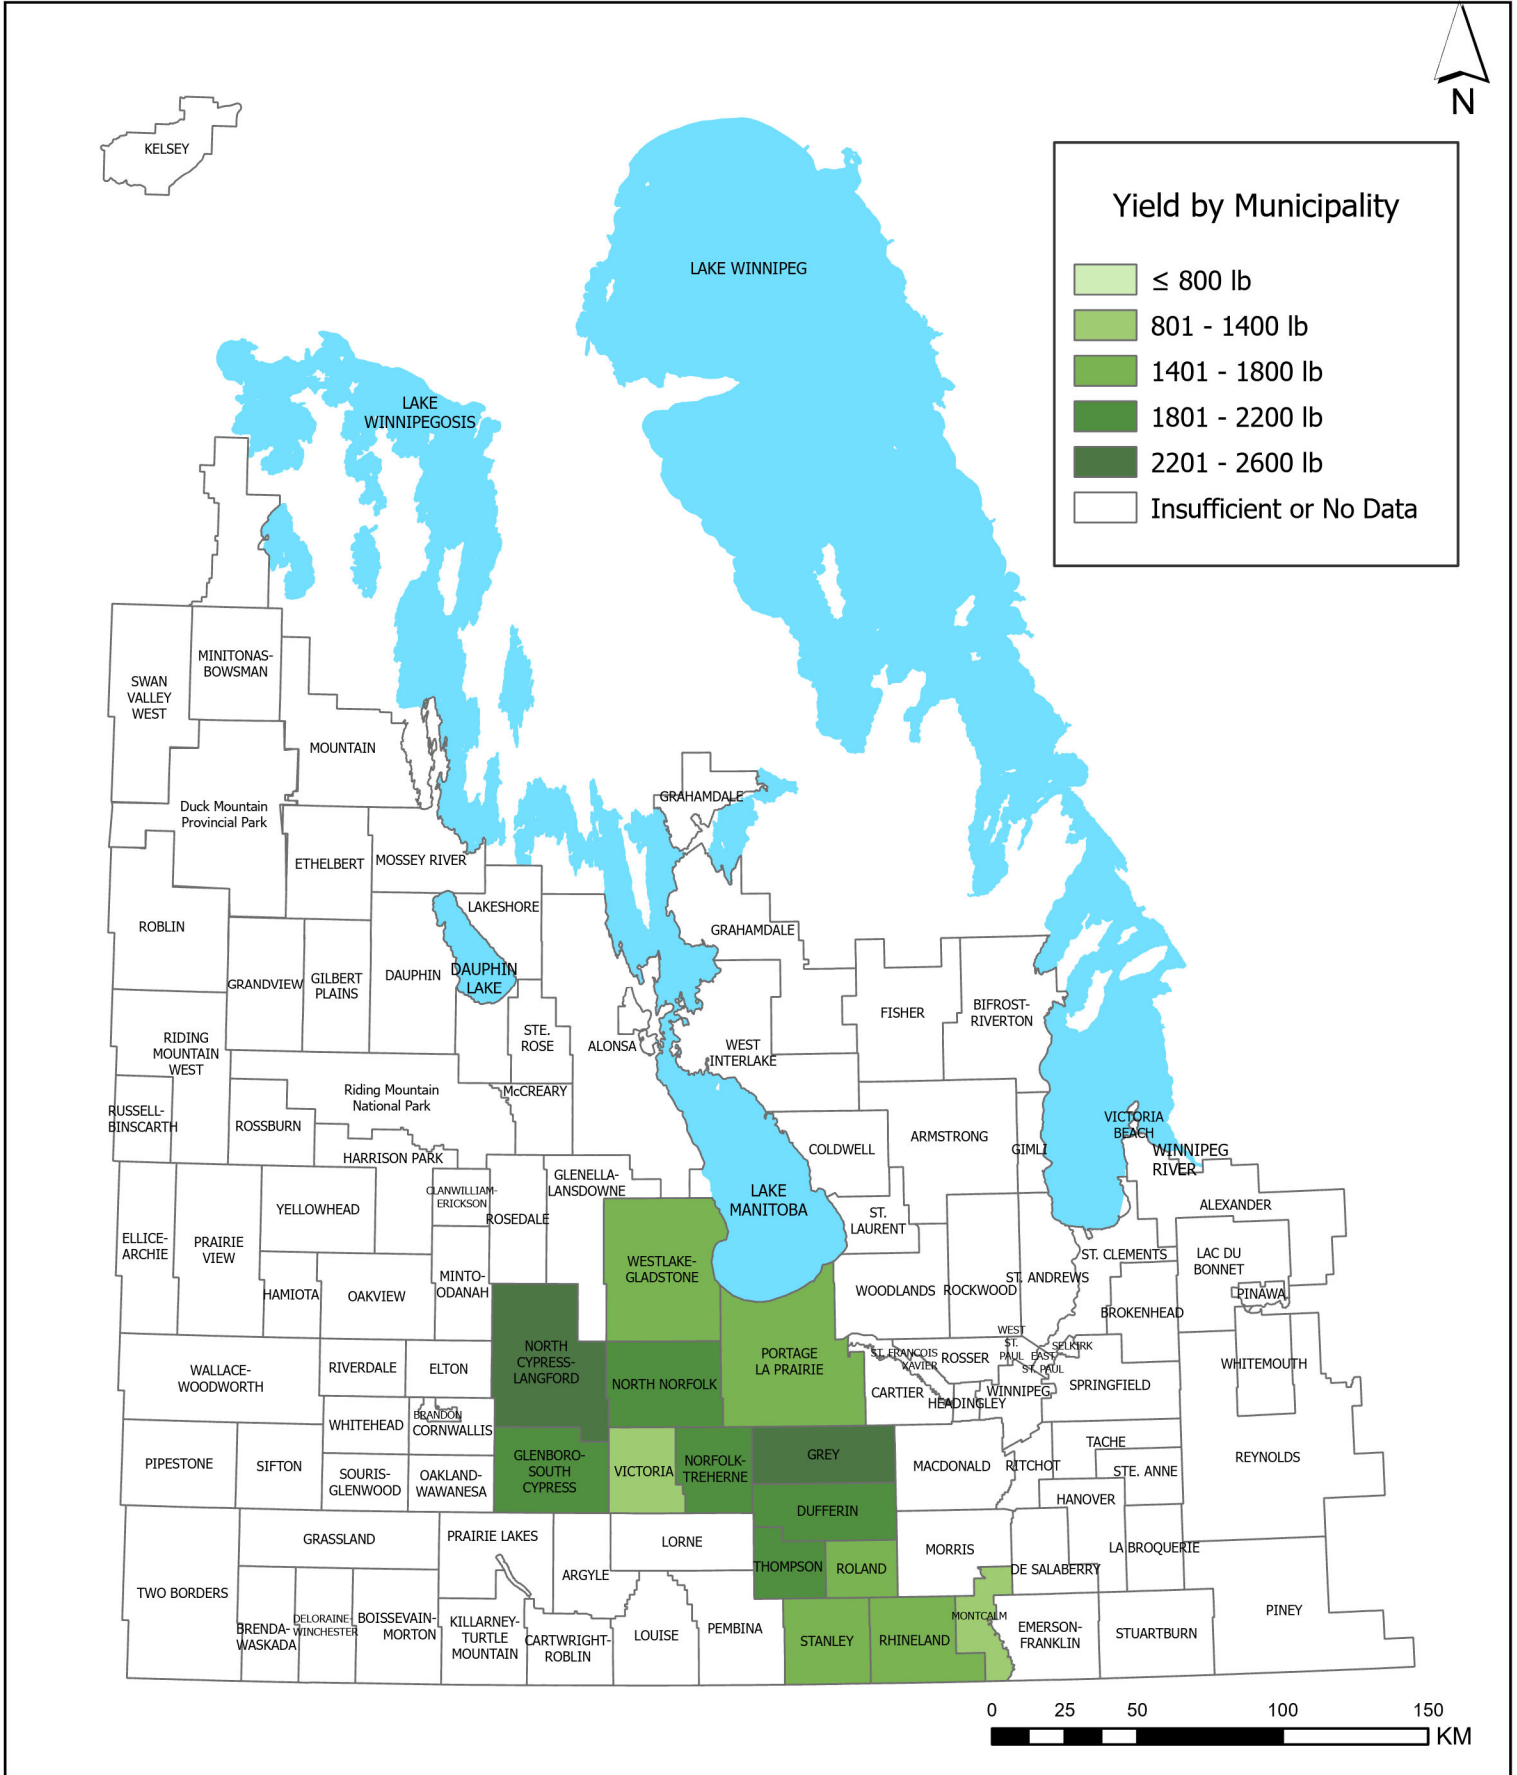 N
KELSEY
Yield by Municipality
≤ 800 lb
801 - 1400 lb
1401 - 1800 lb
1801 - 2200 lb
2201 - 2600 lb
Insufficient or No Data
LAKE WINNIPEG
LAKE
WINNIPEGOSIS
MINITONAS-
BOWSMAN
SWAN
VALLEY
WEST
MOUNTAIN
Duck Mountain
Provincial Park
GRAHAMDALE
ETHELBERT
MOSSEY RIVER
LAKESHORE
ROBLIN
GRAHAMDALE
GRANDVIEW
GILBERT
PLAINS
DAUPHIN
DAUPHIN
LAKE
FISHER
BIFROST-
RIVERTON
STE.
ROSE
ALONSA
WEST
INTERLAKE
RIDING
MOUNTAIN
WEST
Riding Mountain
National Park
McCREARY
RUSSELL-
BINSCARTH
ROSSBURN
VICTORIA
BEACH
ARMSTRONG
COLDWELL
GIMLI
WINNIPEG
RIVER
HARRISON PARK
GLENELLA-
LANSDOWNE
CLANWILLIAM-
ERICKSON
LAKE
MANITOBA
ALEXANDER
YELLOWHEAD
ROSEDALE
ST.
LAURENT
ELLICE-
ARCHIE
PRAIRIE
VIEW
ST. CLEMENTS
LAC DU
BONNET
WESTLAKE-
GLADSTONE
MINTO-
ODANAH
ST. ANDREWS
HAMIOTA
OAKVIEW
WOODLANDS
ROCKWOOD
PINAWA
BROKENHEAD
WEST
ST.
PAUL
EAST
ST. PAUL
SELKIRK
NORTH
CYPRESS-
LANGFORD
PORTAGE
LA PRAIRIE
ST. FRANCOIS
XAVIER
ROSSER
WHITEMOUTH
WALLACE-
WOODWORTH
RIVERDALE
ELTON
NORTH NORFOLK
CARTIER
HEADINGLEY
WINNIPEG
SPRINGFIELD
BRANDON
WHITEHEAD
CORNWALLIS
TACHE
PIPESTONE
SIFTON
GLENBORO-
SOUTH
CYPRESS
VICTORIA
NORFOLK-
TREHERNE
GREY
MACDONALD
RITCHOT
STE. ANNE
REYNOLDS
SOURIS-
GLENWOOD
OAKLAND-
WAWANESA
HANOVER
DUFFERIN
GRASSLAND
PRAIRIE LAKES
LORNE
MORRIS
LA BROQUERIE
ARGYLE
THOMPSON
ROLAND
DE SALABERRY
TWO BORDERS
PINEY
BRENDA-
WASKADA
DELORAINE-
WINCHESTER
BOISSEVAIN-
MORTON
KILLARNEY-
TURTLE
MOUNTAIN
CARTWRIGHT-
ROBLIN
LOUISE
PEMBINA
STANLEY
RHINELAND
MONTCALM
EMERSON-
FRANKLIN
STUARTBURN
0 25 50 100 150
KM